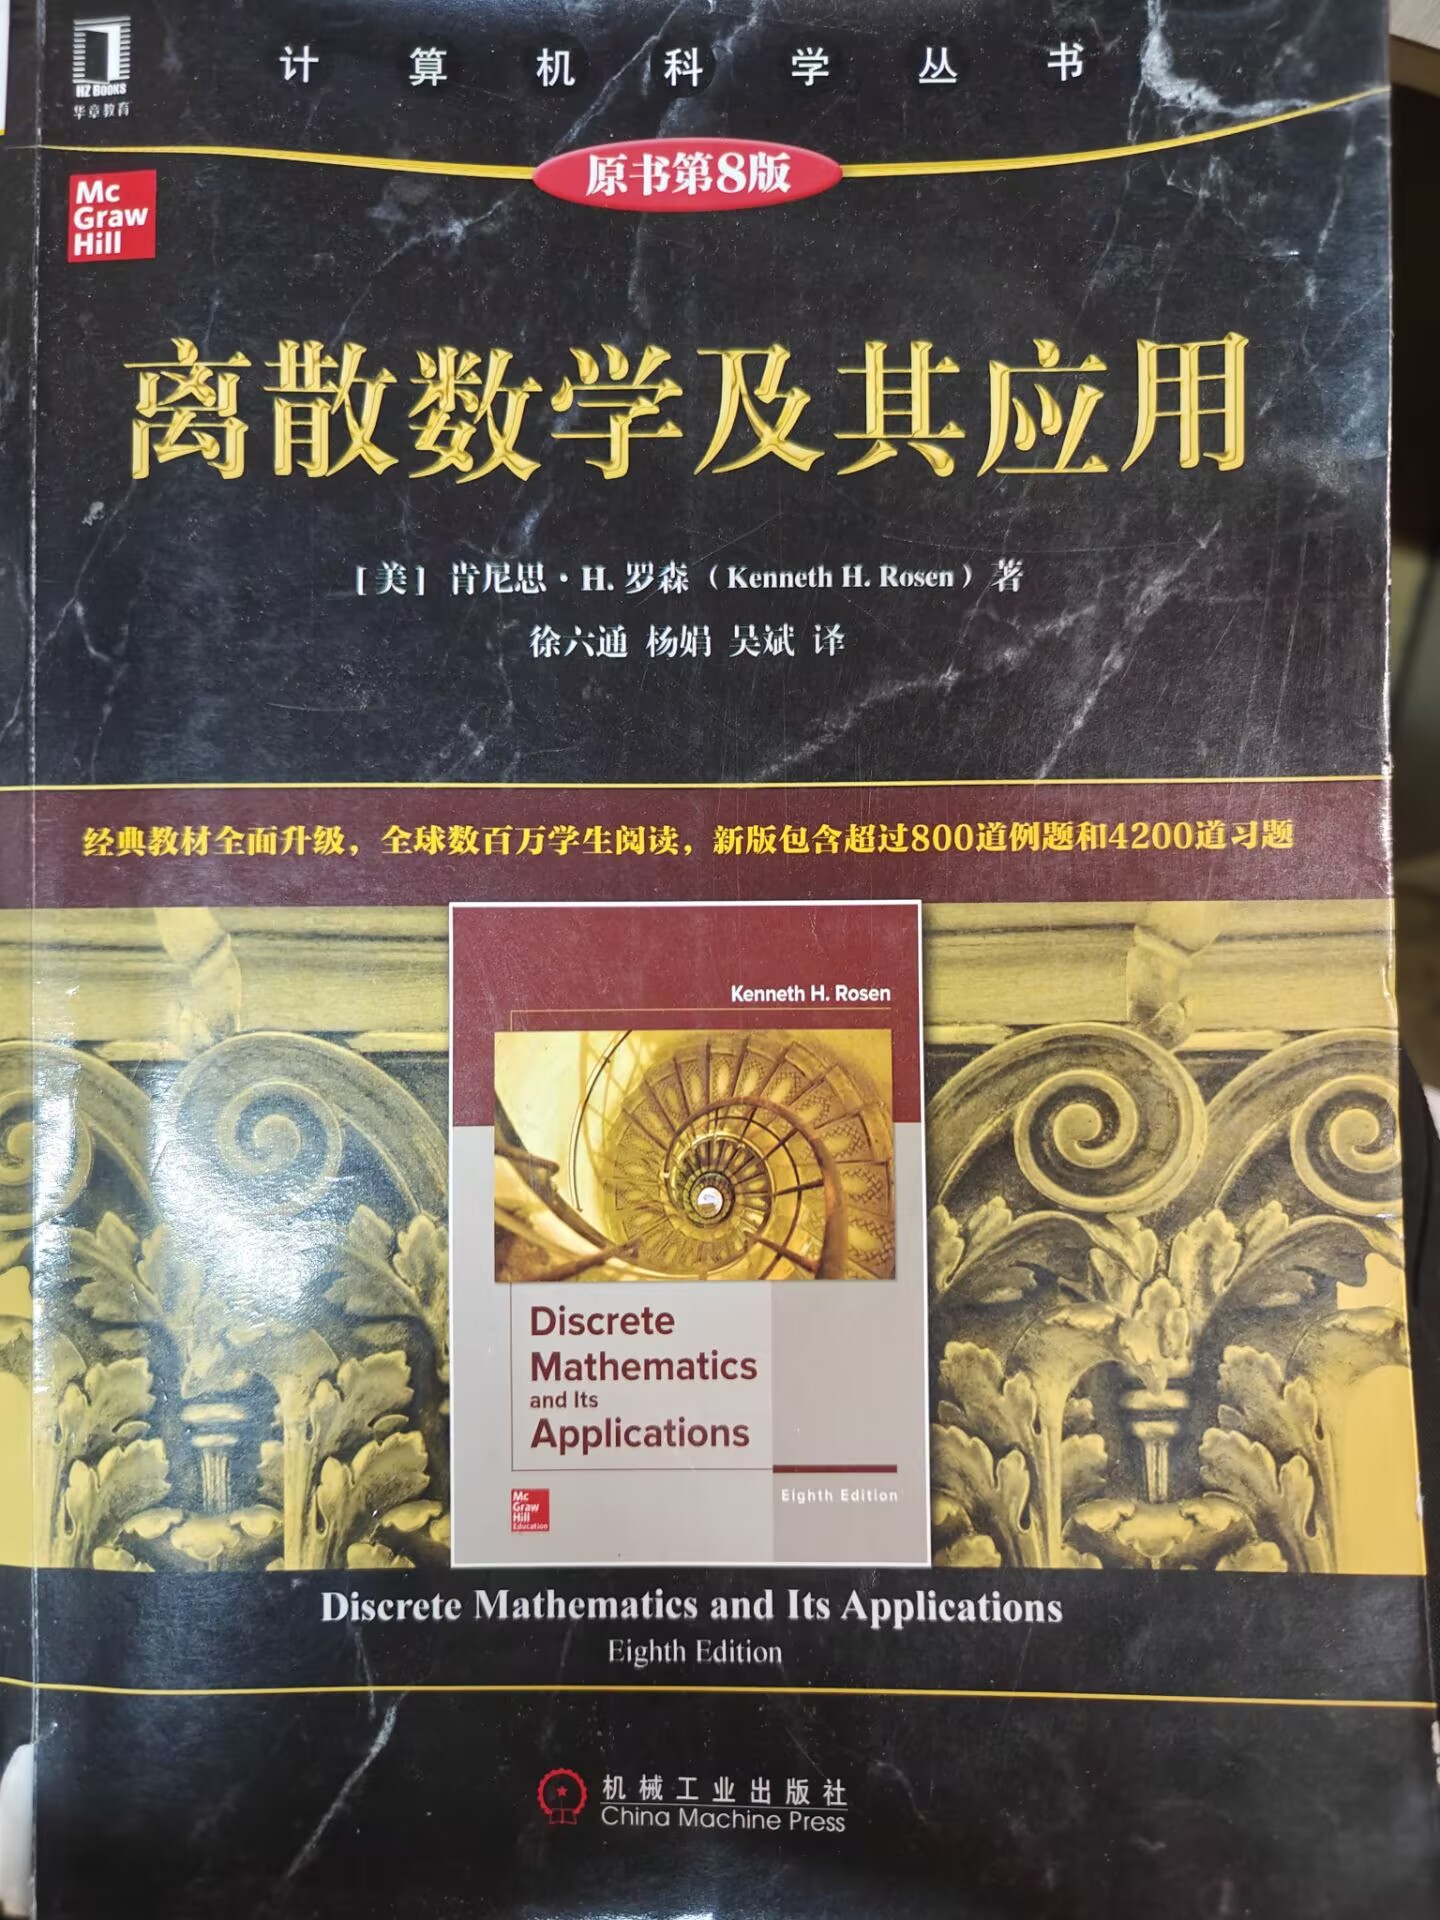 HZ BOOKS
华章教育
计算机科学丛书
原书第8版
Mc
Graw
Hill
离散数学及其应用
[美] 肯尼思·H. 罗森（Kenneth H. Rosen）著
徐六通 杨娟 吴斌 译
经典教材全面升级，全球数百万学生阅读，新版包含超过800道例题和4200道习题
Kenneth H. Rosen
Discrete
Mathematics
and Its
Applications
Mc
Graw
Hill
Education
Eighth Edition
Discrete Mathematics and Its Applications
Eighth Edition
机械工业出版社
China Machine Press